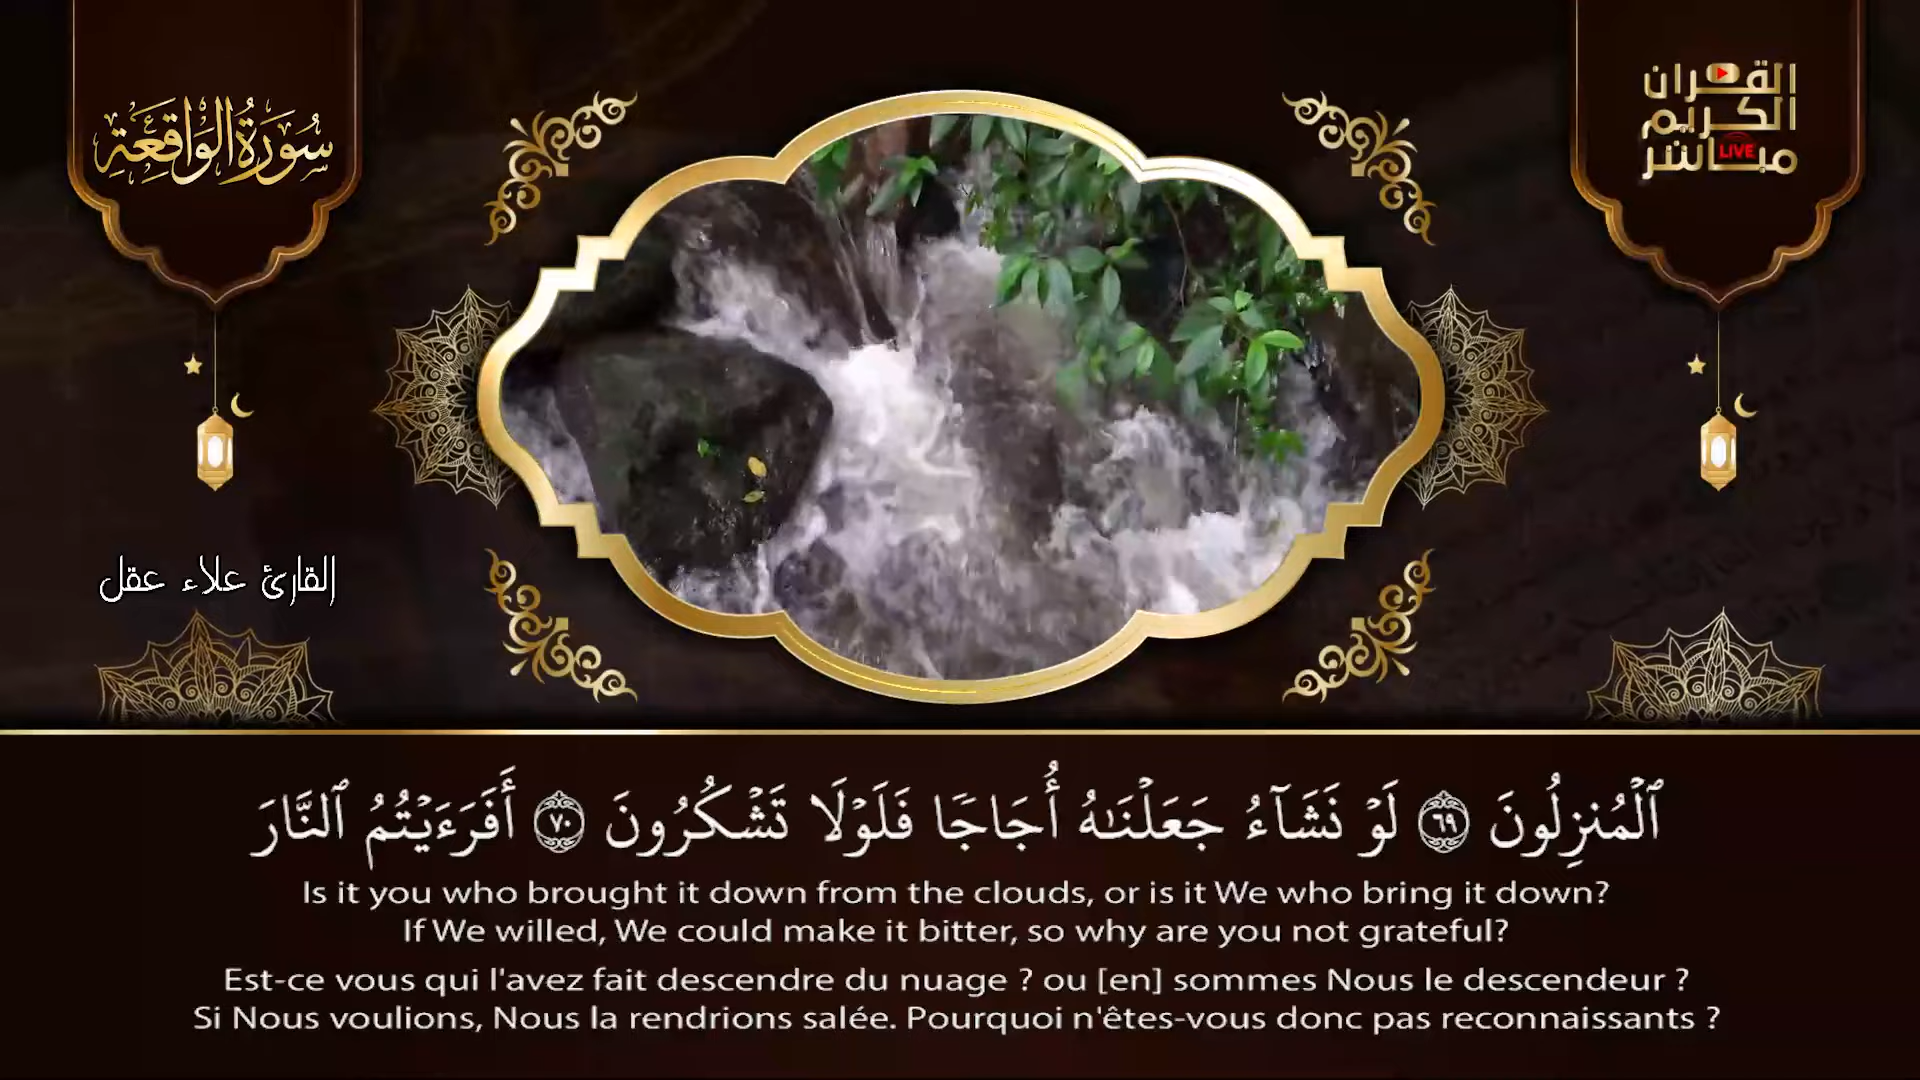 سُورَةُ الْوَاقِعَةِ
القرآن
الكريم
مباشر
LIVE
القارئ علاء عقل
ٱلْمُنزِلُونَ ٦٩ لَوْ نَشَآءُ جَعَلْنَٰهُ أُجَاجًا فَلَوْلَا تَشْكُرُونَ ٧٠ أَفَرَءَيْتُمُ ٱلنَّارَ
Is it you who brought it down from the clouds, or is it We who bring it down?
If We willed, We could make it bitter, so why are you not grateful?
Est-ce vous qui l'avez fait descendre du nuage ? ou [en] sommes Nous le descendeur ?
Si Nous voulions, Nous la rendrions salée. Pourquoi n'êtes-vous donc pas reconnaissants ?